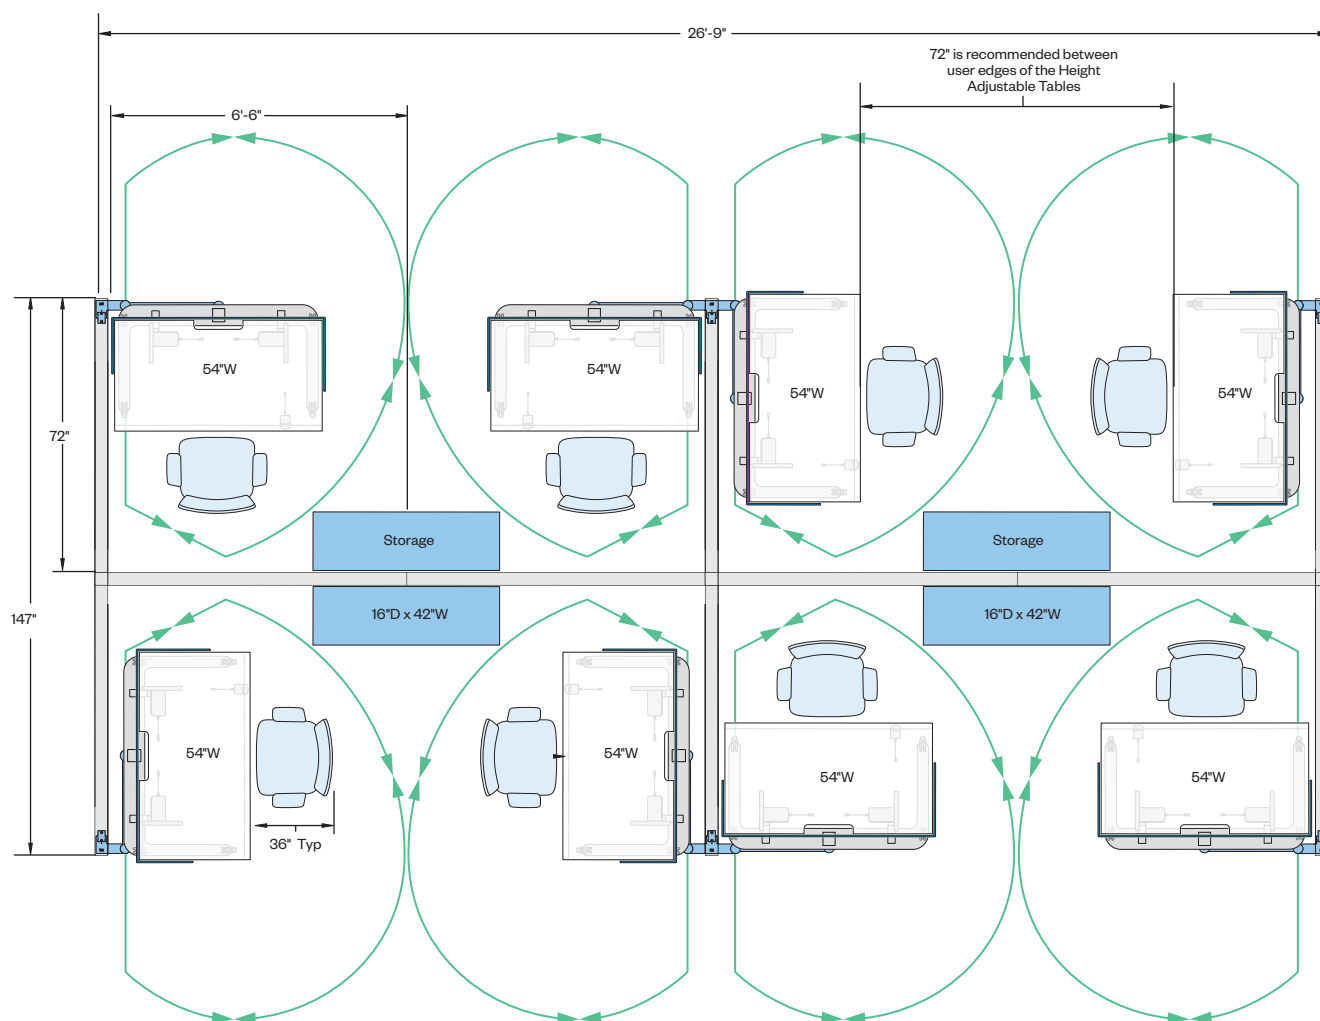 26'-9"
72" is recommended between
user edges of the Height
Adjustable Tables
6'-6"
54"W
54"W
54"W
54"W
72"
Storage
Storage
147"
16"D x 42"W
16"D x 42"W
54"W
54"W
54"W
54"W
36" Typ